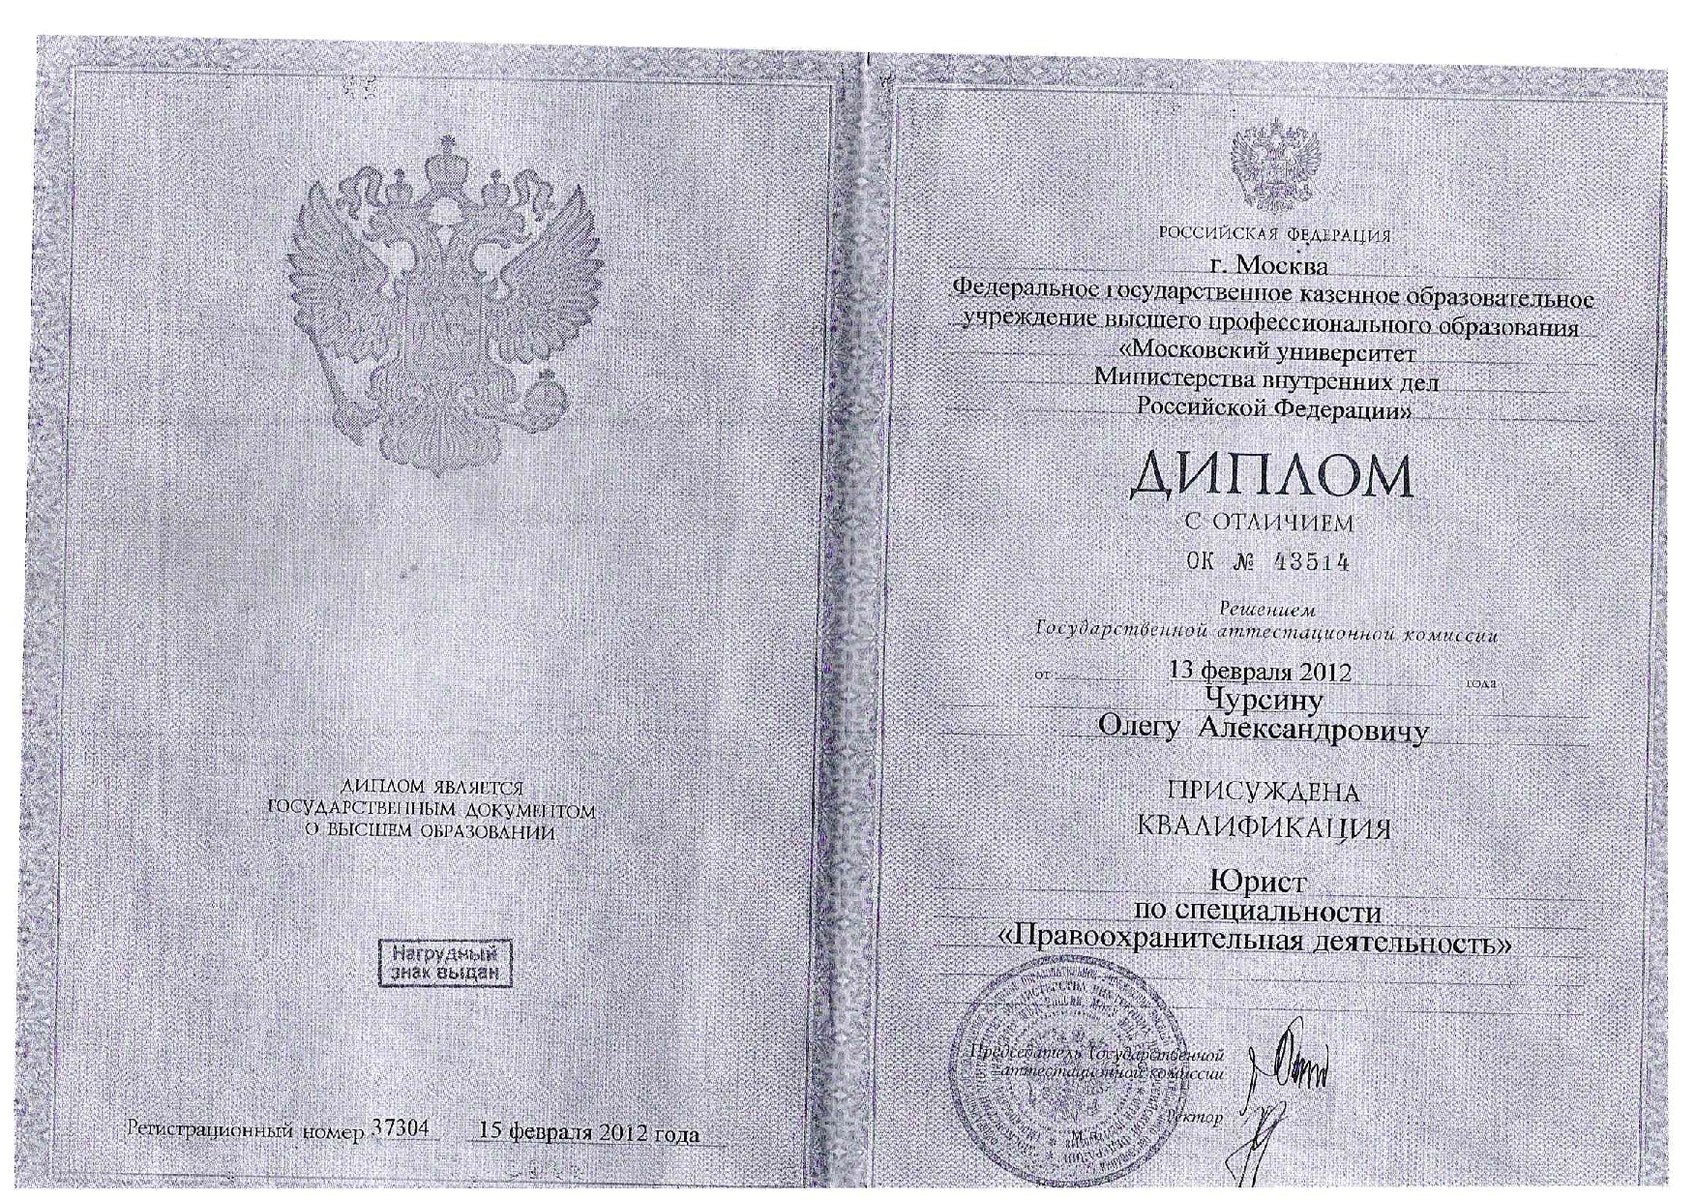 ДИПЛОМ ЯВЛЯЕТСЯ
ГОСУДАРСТВЕННЫМ ДОКУМЕНТОМ
О ВЫСШЕМ ОБРАЗОВАНИИ
Нагрудный
знак выдан
Регистрационный номер 37304 15 февраля 2012 года
РОССИЙСКАЯ ФЕДЕРАЦИЯ
г. Москва
Федеральное государственное казенное образовательное
учреждение высшего профессионального образования
«Московский университет
Министерства внутренних дел
Российской Федерации»
ДИПЛОМ
С ОТЛИЧИЕМ
ОК № 43514
Решением
Государственной аттестационной комиссии
от 13 февраля 2012 года
Чурсину
Олегу Александровичу
ПРИСУЖДЕНА
КВАЛИФИКАЦИЯ
Юрист
по специальности
«Правоохранительная деятельность»
Председатель Государственной
аттестационной комиссии
Ректор
М.п.